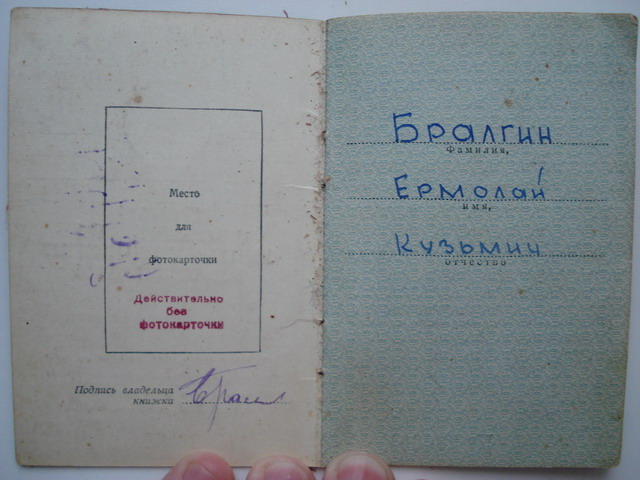 Место
для
фотокарточки
Действительно
без
фотокарточки
Подпись владельца
книжки
Бралгин
Фамилия,
Ермолай
имя,
Кузьмич
отчество